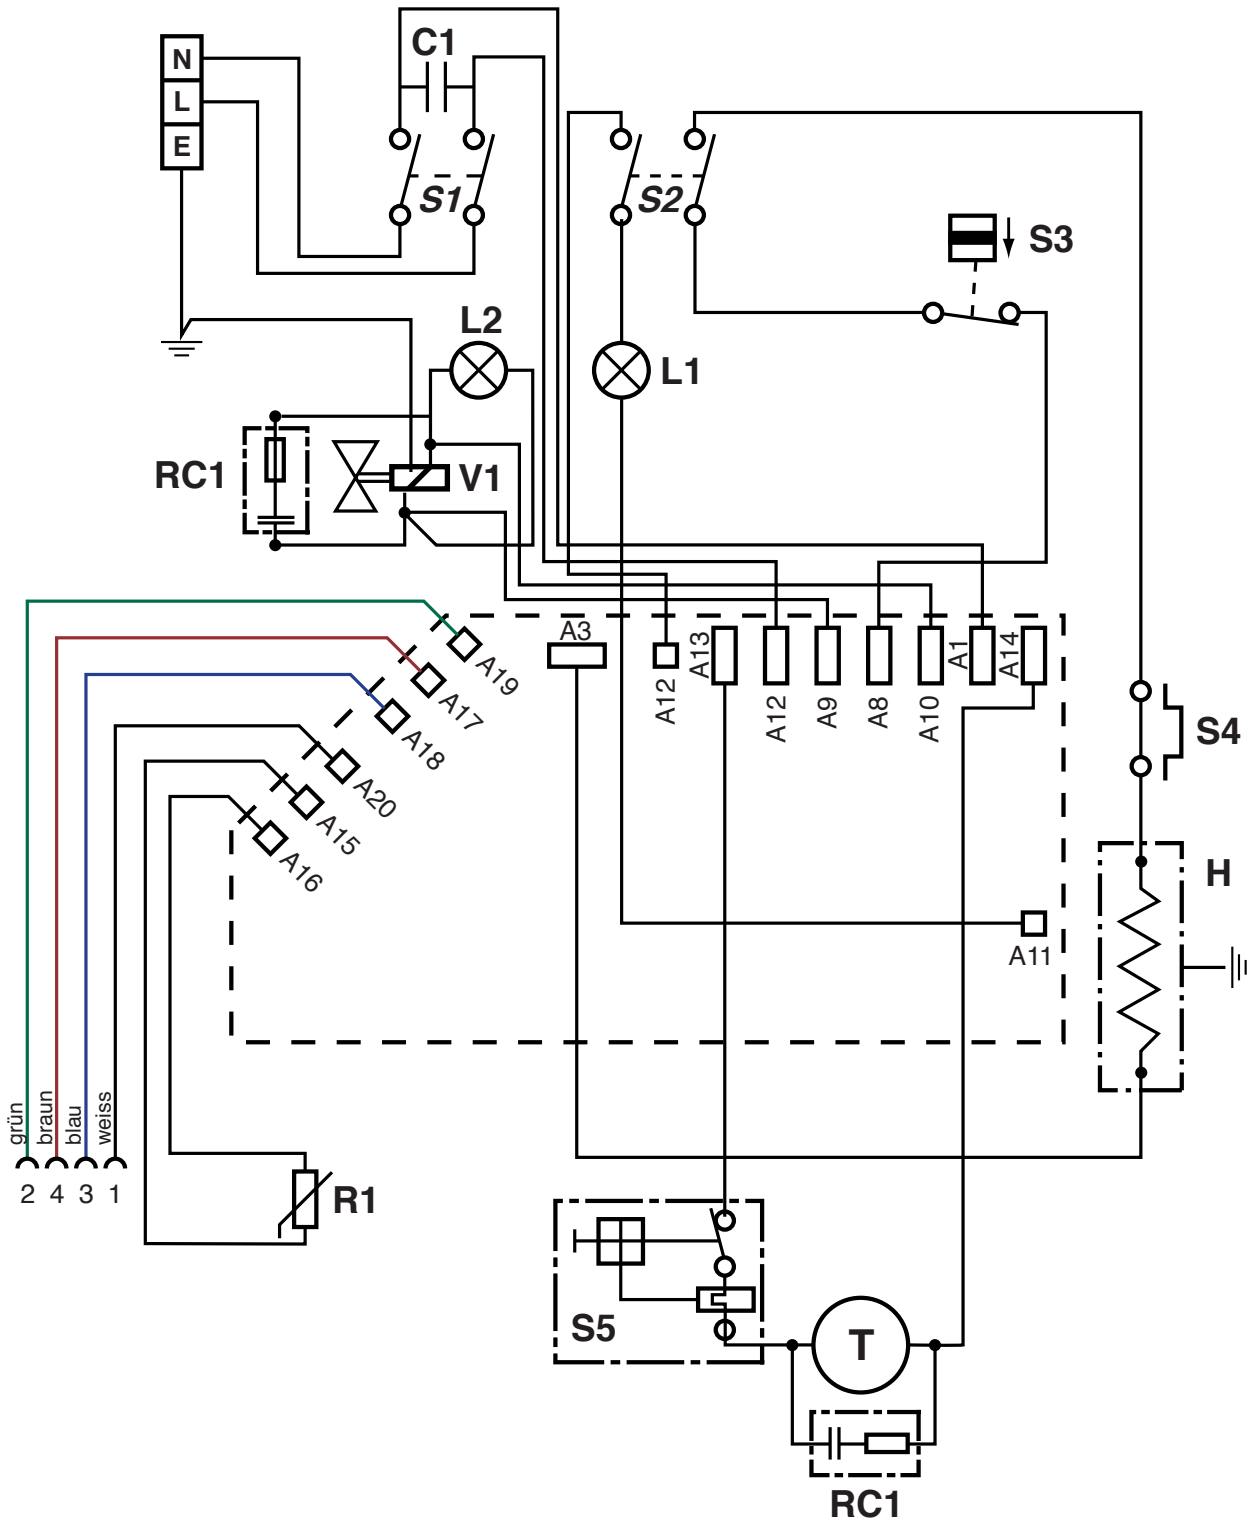 C1
N
L
E
S1
S2
S3
L2
L1
RC1
V1
A3
A13
A1
A14
A12
A12
A9
A8
A10
A19
A17
A18
A20
A15
A16
S4
H
A11
grün
braun
blau
weiss
2 4 3 1
R1
S5
T
RC1